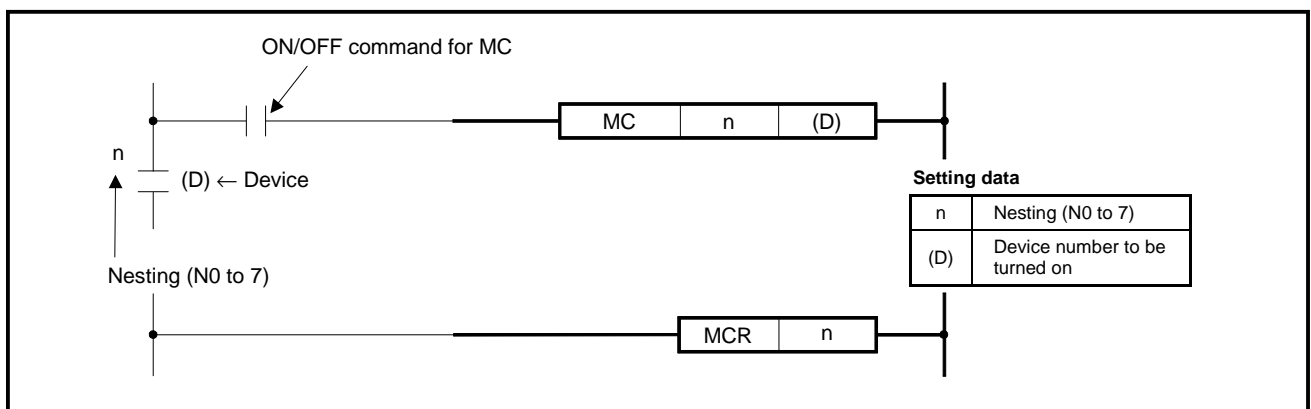 ON/OFF command for MC
MC n (D)
n
(D) ← Device
Nesting (N0 to 7)
Setting data
n Nesting (N0 to 7)
(D) Device number to be
turned on
MCR n